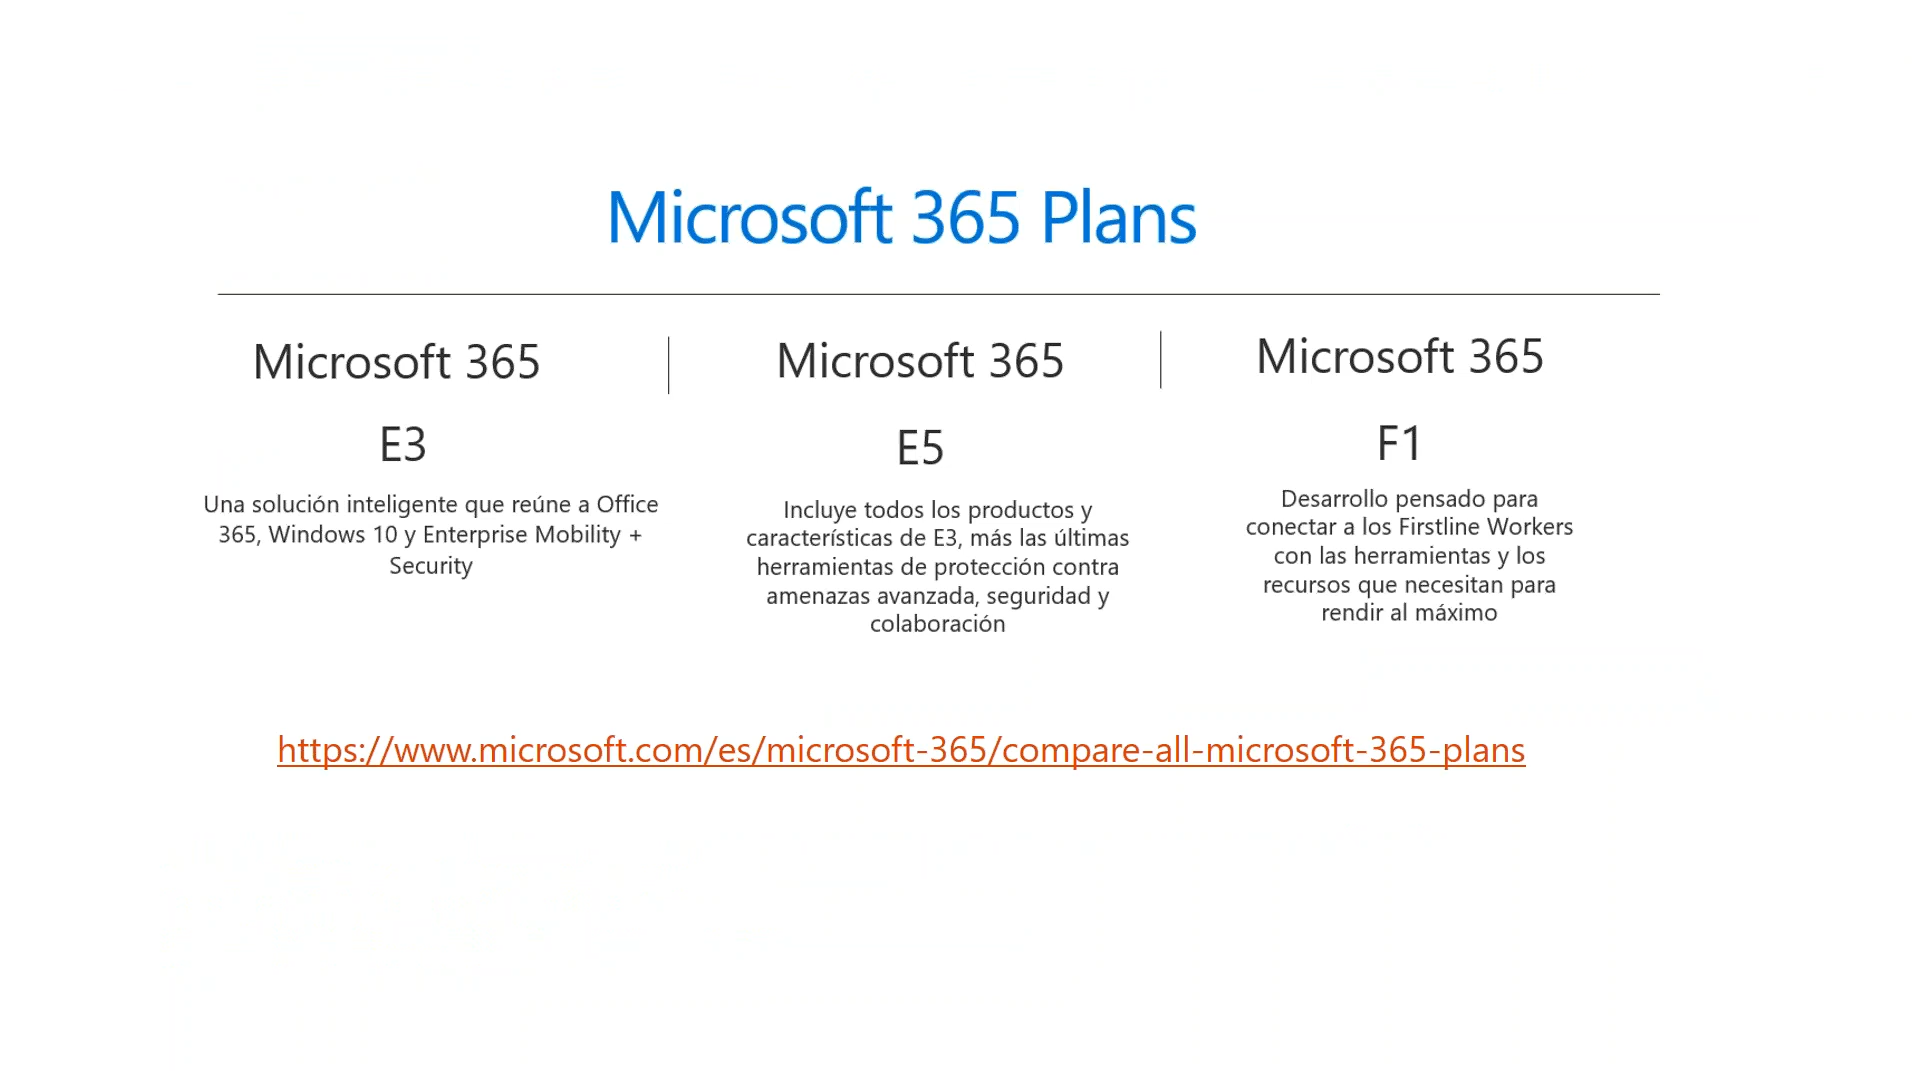 Microsoft 365 Plans
Microsoft 365
E3
Una solución inteligente que reúne a Office
365, Windows 10 y Enterprise Mobility +
Security
Microsoft 365
E5
Incluye todos los productos y
características de E3, más las últimas
herramientas de protección contra
amenazas avanzada, seguridad y
colaboración
Microsoft 365
F1
Desarrollo pensado para
conectar a los Firstline Workers
con las herramientas y los
recursos que necesitan para
rendir al máximo
https://www.microsoft.com/es/microsoft-365/compare-all-microsoft-365-plans